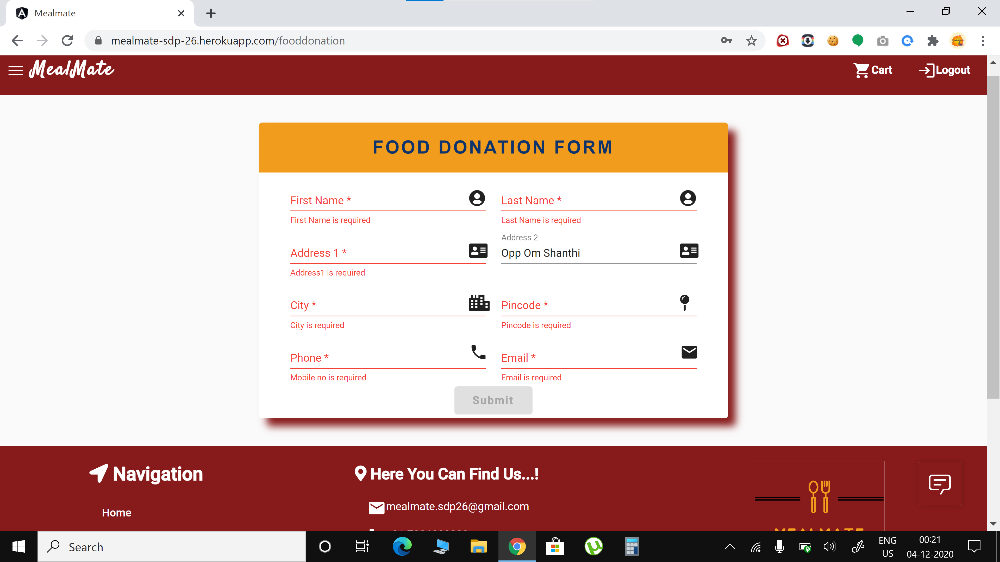 Mealmate
mealmate-sdp-26.herokuapp.com/fooddonation
MealMate
Cart
Logout
FOOD DONATION FORM
First Name *
Last Name *
First Name is required
Last Name is required
Address 2
Address 1 *
Opp Om Shanthi
Address1 is required
City *
Pincode *
City is required
Pincode is required
Phone *
Email *
Mobile no is required
Email is required
Submit
Navigation
Here You Can Find Us...!
mealmate.sdp26@gmail.com
Home
MEALMATE
Search
ENG
US
00:21
04-12-2020